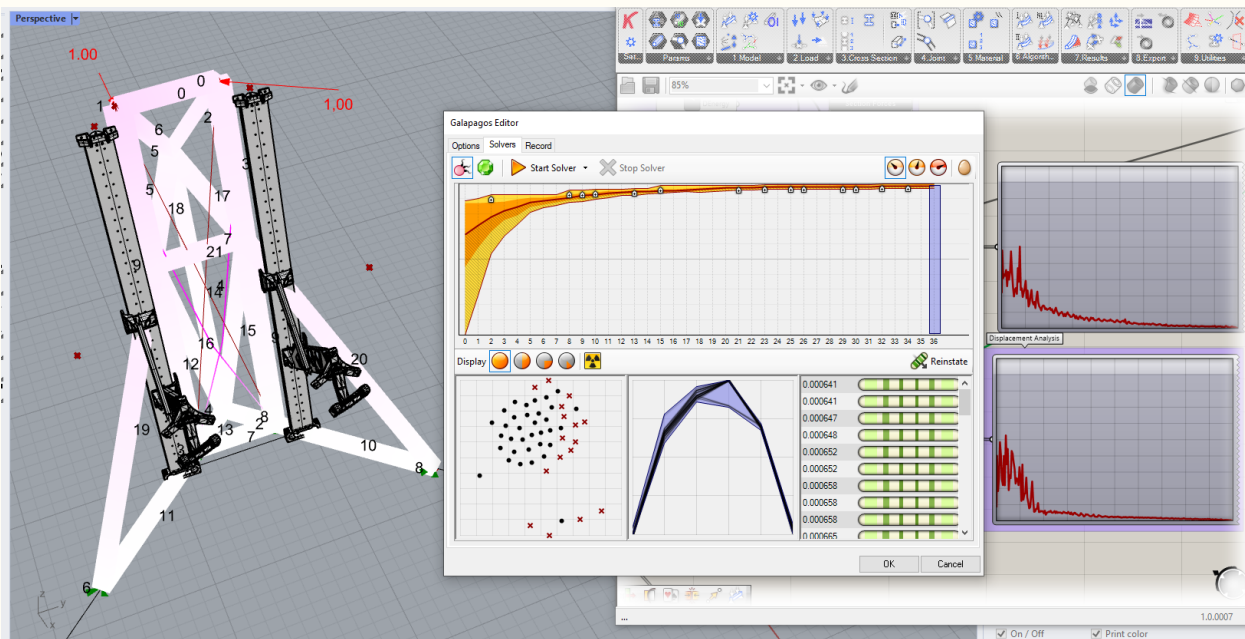 Perspective
1.00
1,00
0
0
1
2
6
5
3
5
17
18
7
21
9
4
14
15
16
9
12
20
4
8
19
13
2
7
10
8
11
6
z
y
x
Params
1.Model
2.Load
3.Cross Section
4.Joint
5.Material
6.Algorith..
7.Results
8.Export
9.Utilities
85%
Galapagos Editor
Options Solvers Record
Start Solver Stop Solver
0 1 2 3 4 5 6 7 8 9 10 11 12 13 14 15 16 17 18 19 20 21 22 23 24 25 26 27 28 29 30 31 32 33 34 35 36
Display Reinstate
0.000641
0.000641
0.000647
0.000648
0.000652
0.000652
0.000658
0.000658
0.000658
0.000665
OK Cancel
Displacement Analysis
...
1.0.0007
On / Off Print color